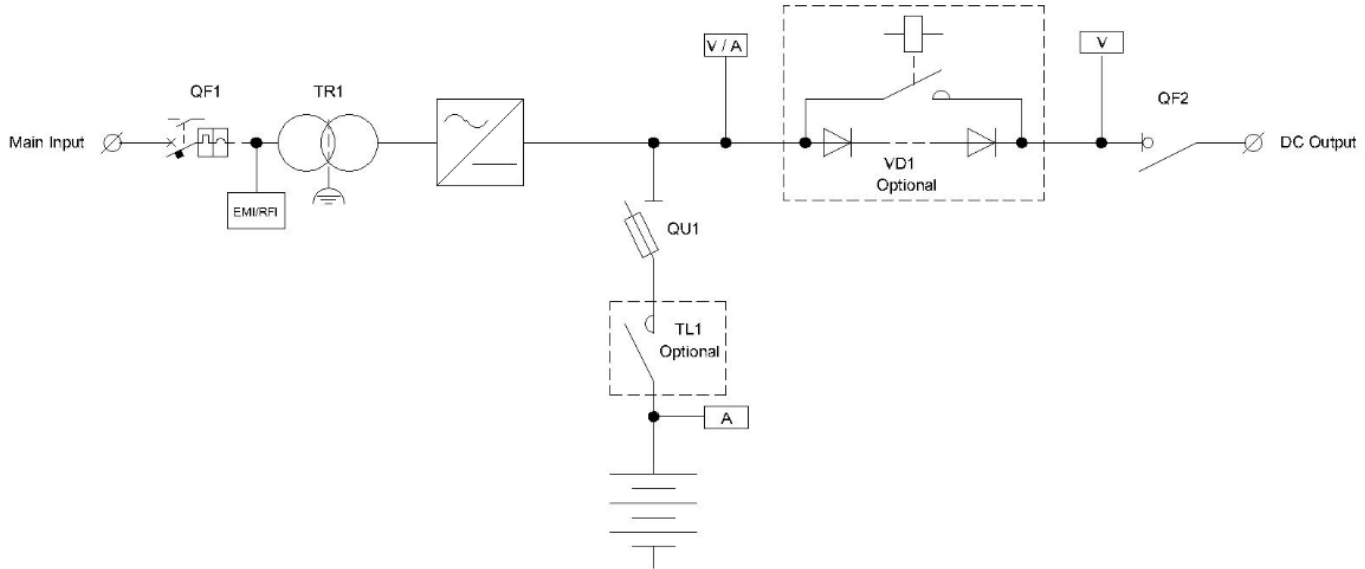 V / A
V
QF1
TR1
QF2
Main Input
DC Output
VD1
Optional
EMI/RFI
QU1
TL1
Optional
A